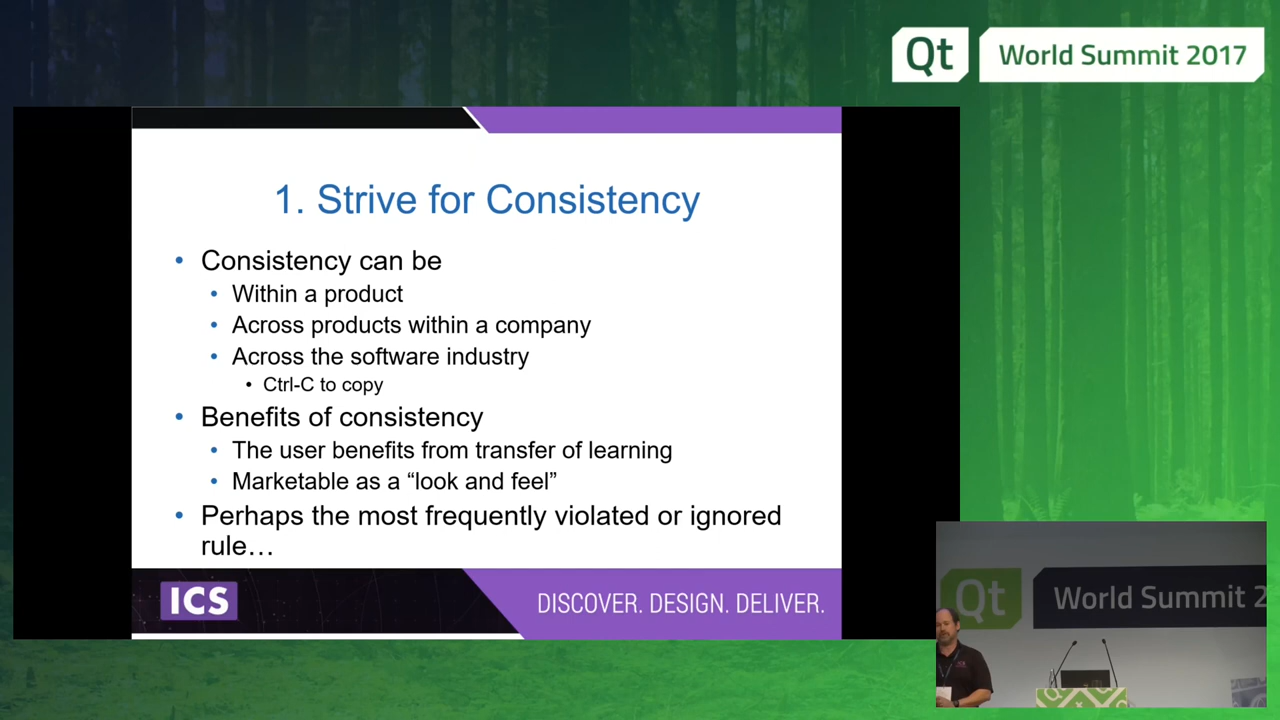 Qt World Summit 2017
1. Strive for Consistency
• Consistency can be
• Within a product
• Across products within a company
• Across the software industry
• Ctrl-C to copy
• Benefits of consistency
• The user benefits from transfer of learning
• Marketable as a “look and feel”
• Perhaps the most frequently violated or ignored
rule…
ICS
DISCOVER. DESIGN. DELIVER.
Qt World Summit 2
Qt